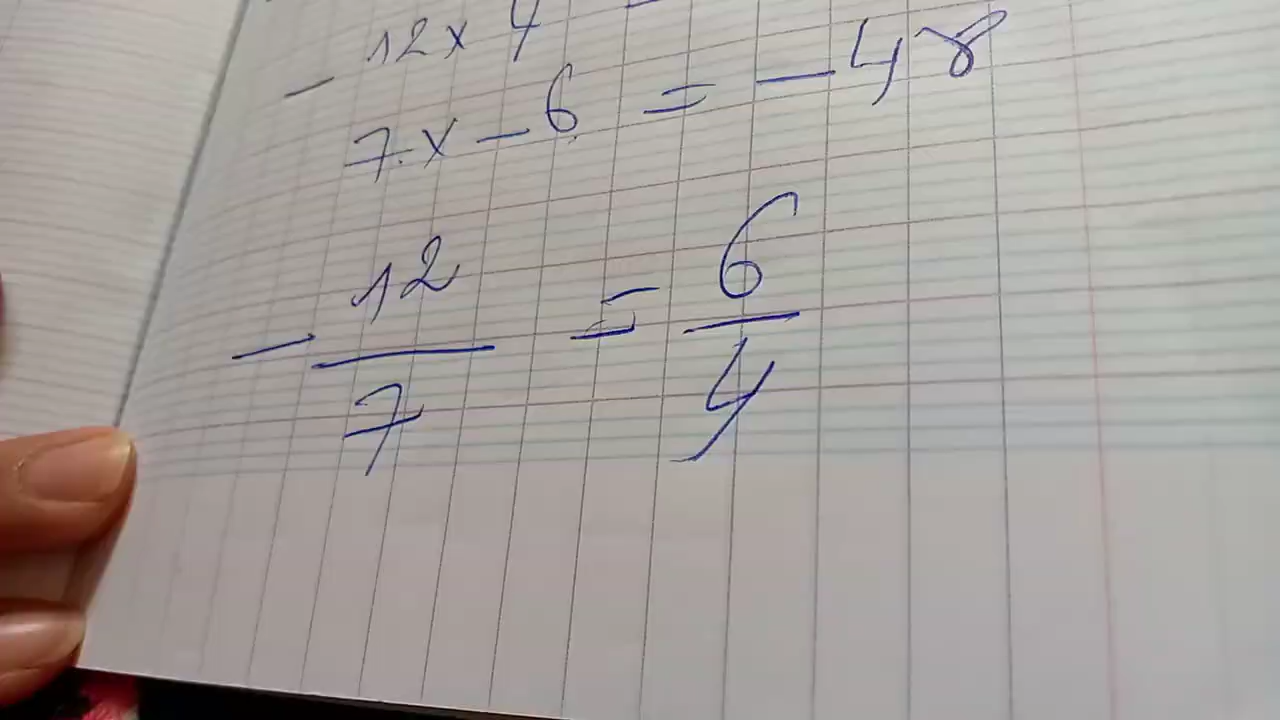 - 12 x 4
7 x - 6 = - 48
- 12/7 = 6/4